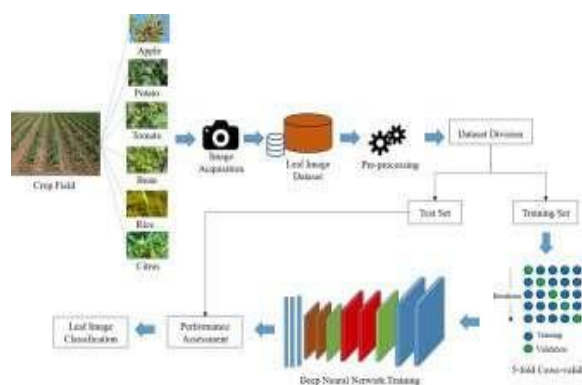 Apple
Potato
Tomato
Bean
Rice
Citrus
Crop Field
Image
Acquisition
Leaf Image
Dataset
Pre-processing
Dataset Division
Test Set
Training Set
Iterations
Training
Validation
5-fold Cross-valid
Deep Neural Network Training
Performance
Assessment
Leaf Image
Classification